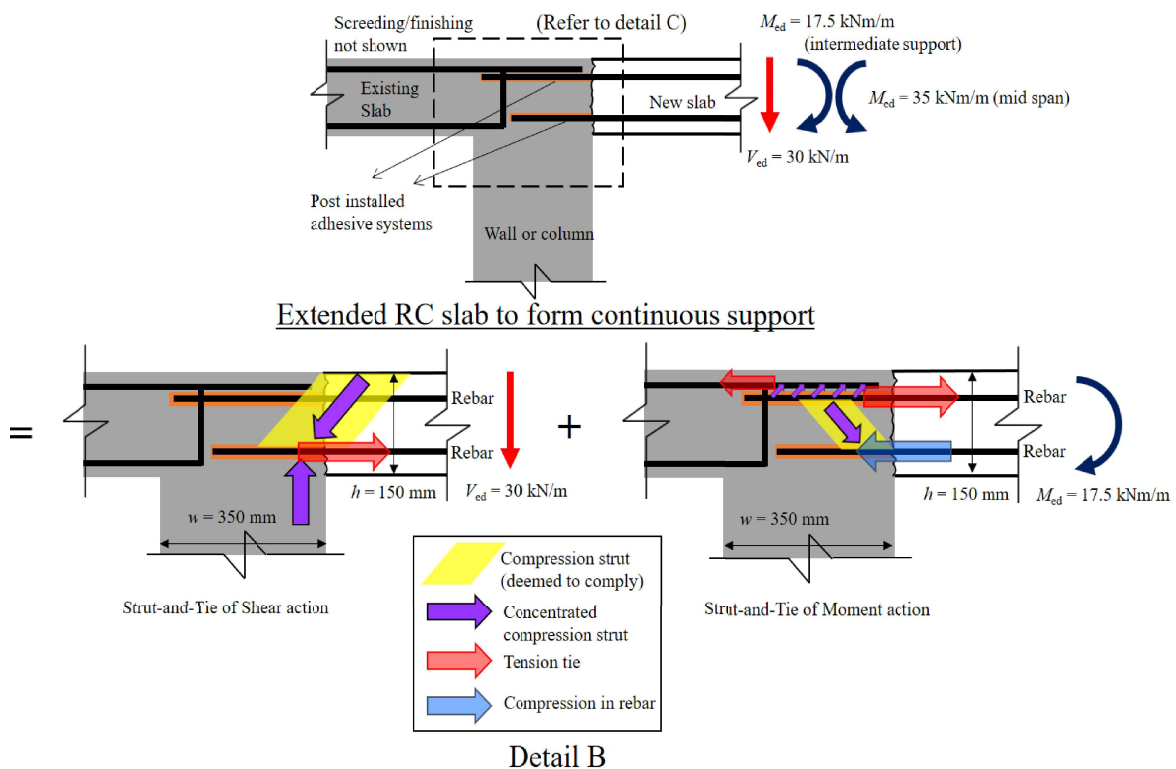 Screeding/finishing
not shown
(Refer to detail C)
Med = 17.5 kNm/m
(intermediate support)
Existing
Slab
New slab
Med = 35 kNm/m (mid span)
Ved = 30 kN/m
Post installed
adhesive systems
Wall or column
Extended RC slab to form continuous support
=
Rebar
Rebar
h = 150 mm
Ved = 30 kN/m
w = 350 mm
Strut-and-Tie of Shear action
+
Rebar
Rebar
h = 150 mm
Med = 17.5 kNm/m
w = 350 mm
Strut-and-Tie of Moment action
Compression strut
(deemed to comply)
Concentrated
compression strut
Tension tie
Compression in rebar
Detail B